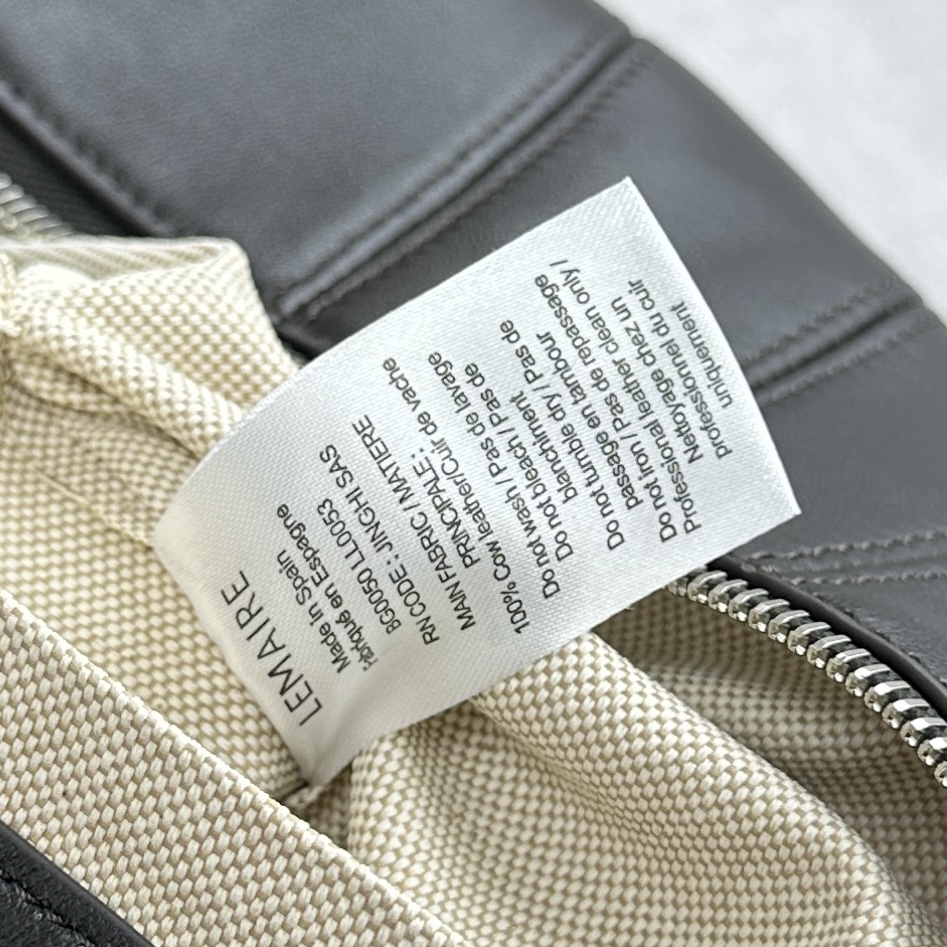 LEMAIRE
Made in Spain
Fabriqué en Espagne
BG0050 LL0053
RN CODE : JINGHI SAS
MAIN FABRIC / MATIERE
PRINCIPALE :
100% Cow leather/Cuir de vache
Do not wash / Pas de lavage
Do not bleach / Pas de
blanchiment
Do not tumble dry / Pas de
passage en tambour
Do not iron / Pas de repassage
Professional leather clean only /
Nettoyage chez un
professionnel du cuir
uniquement